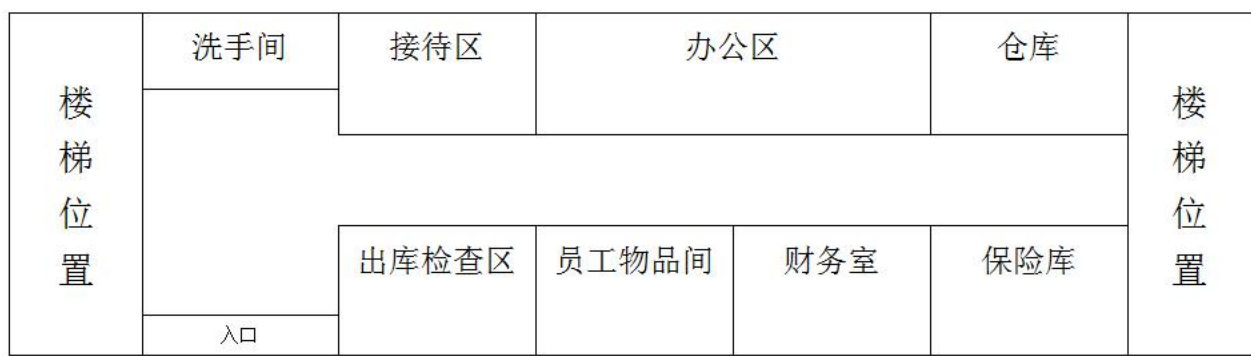 楼梯位置
洗手间
接待区
办公区
仓库
楼梯位置
出库检查区
员工物品间
财务室
保险库
入口